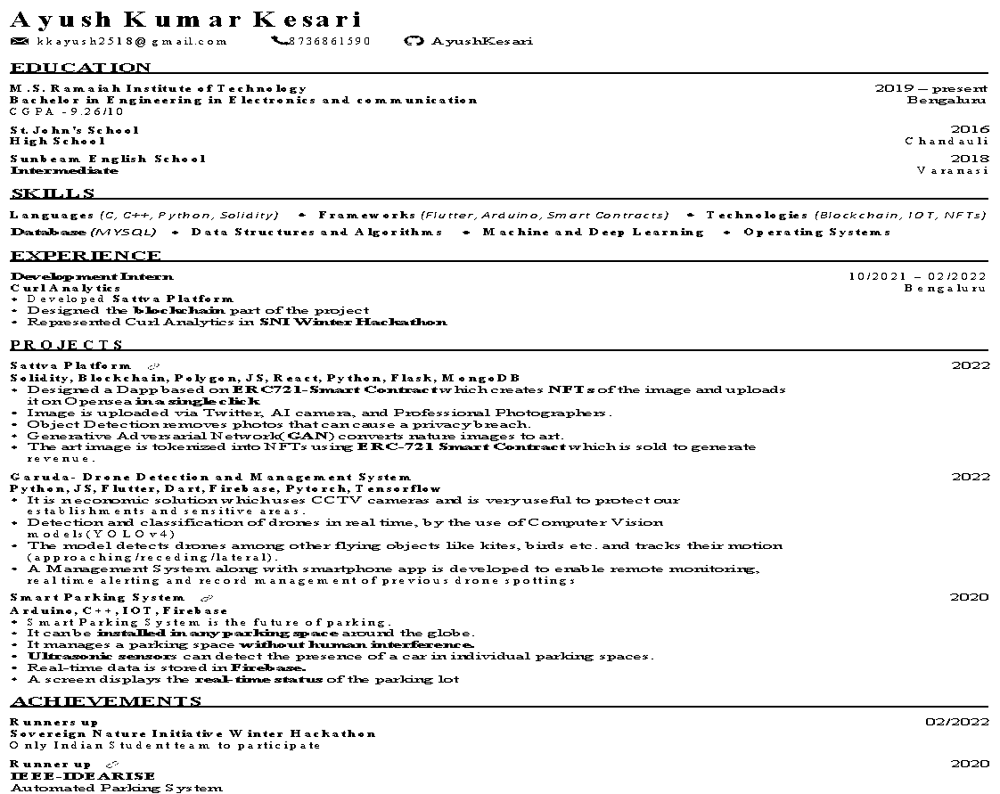 Ayush Kumar Kesari
kkayush2518@gmail.com 8736861590 AyushKesari
EDUCATION
M.S. Ramaiah Institute of Technology 2019 – present
Bachelor in Engineering in Electronics and communication Bengaluru
CGPA - 9.26/10
St. John's School 2016
High School Chandauli
Sunbeam English School 2018
Intermediate Varanasi
SKILLS
Languages (C, C++, Python, Solidity) • Frameworks (Flutter, Arduino, Smart Contracts) • Technologies (Blockchain, IOT, NFTs)
Database (MYSQL) • Data Structures and Algorithms • Machine and Deep Learning • Operating Systems
EXPERIENCE
Development Intern 10/2021 – 02/2022
Curl Analytics Bengaluru
• Developed Sattva Platform
• Designed the blockchain part of the project
• Represented Curl Analytics in SNI Winter Hackathon
PROJECTS
Sattva Platform 2022
Solidity, Blockchain, Polygon, JS, React, Python, Flask, MongoDB
• Designed a Dapp based on ERC721-Smart Contract which creates NFTs of the image and uploads
it on Opensea in a single click
• Image is uploaded via Twitter, AI camera, and Professional Photographers.
• Object Detection removes photos that can cause a privacy breach.
• Generative Adversarial Network(GAN) converts nature images to art.
• The art image is tokenized into NFTs using ERC-721 Smart Contract which is sold to generate
revenue.
Garuda- Drone Detection and Management System 2022
Python, JS, Flutter, Dart, Firebase, Pytorch, Tensorflow
• It is n economic solution which uses CCTV cameras and is very useful to protect our
establishments and sensitive areas.
• Detection and classification of drones in real time, by the use of Computer Vision
models(YOLOv4)
• The model detects drones among other flying objects like kites, birds etc. and tracks their motion
(approaching/receding/lateral).
• A Management System along with smartphone app is developed to enable remote monitoring,
real time alerting and record management of previous drone spottings
Smart Parking System 2020
Arduino, C++, IOT, Firebase
• Smart Parking System is the future of parking.
• It can be installed in any parking space around the globe.
• It manages a parking space without human interference.
• Ultrasonic sensors can detect the presence of a car in individual parking spaces.
• Real-time data is stored in Firebase.
• A screen displays the real-time status of the parking lot
ACHIEVEMENTS
Runners up 02/2022
Sovereign Nature Initiative Winter Hackathon
Only Indian Student team to participate
Runner up 2020
IEEE-IDEARISE
Automated Parking System